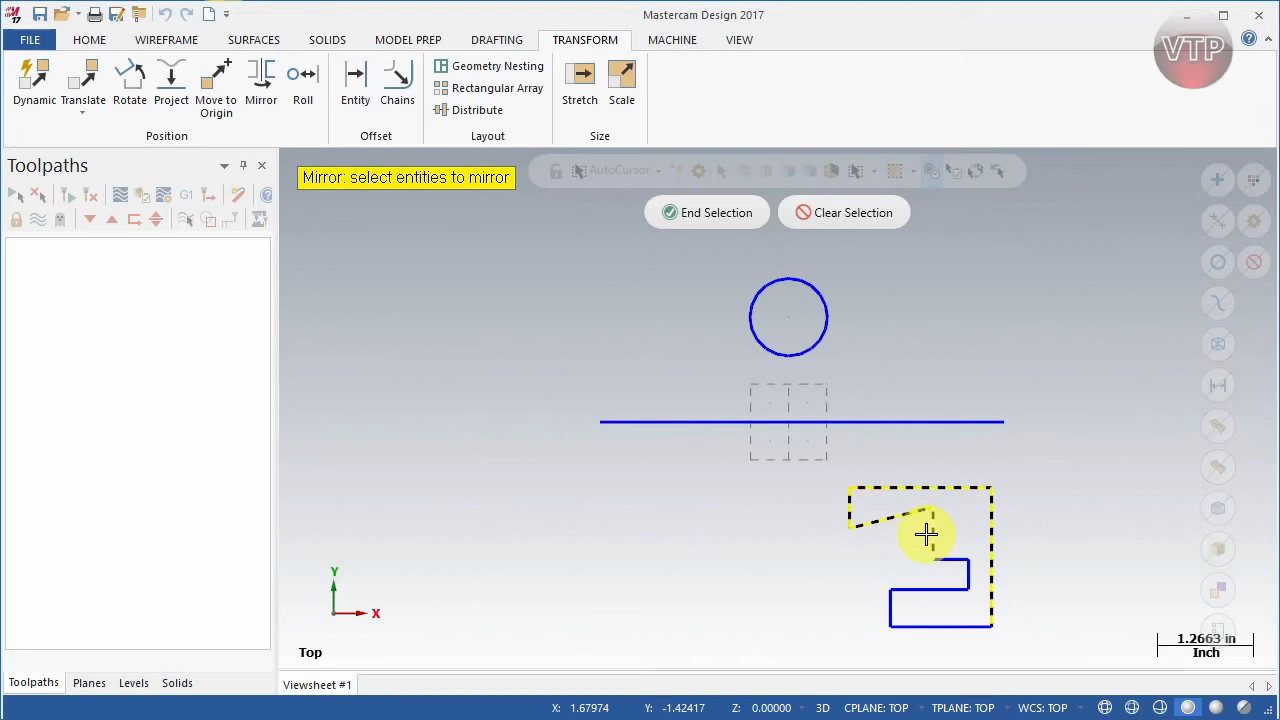 Mastercam Design 2017
17
FILE HOME WIREFRAME SURFACES SOLIDS MODEL PREP DRAFTING TRANSFORM MACHINE VIEW
VTP
Dynamic Translate Rotate Project Move to Origin Mirror Roll
Position
Entity Chains
Offset
Geometry Nesting
Rectangular Array
Distribute
Layout
Stretch Scale
Size
Toolpaths
G1
Mirror: select entities to mirror
AutoCursor
End Selection Clear Selection
Y
X
Top
1.2663 in
Inch
Toolpaths Planes Levels Solids
Viewsheet #1
X: 1.67974 Y: -1.42417 Z: 0.00000 3D CPLANE: TOP TPLANE: TOP WCS: TOP